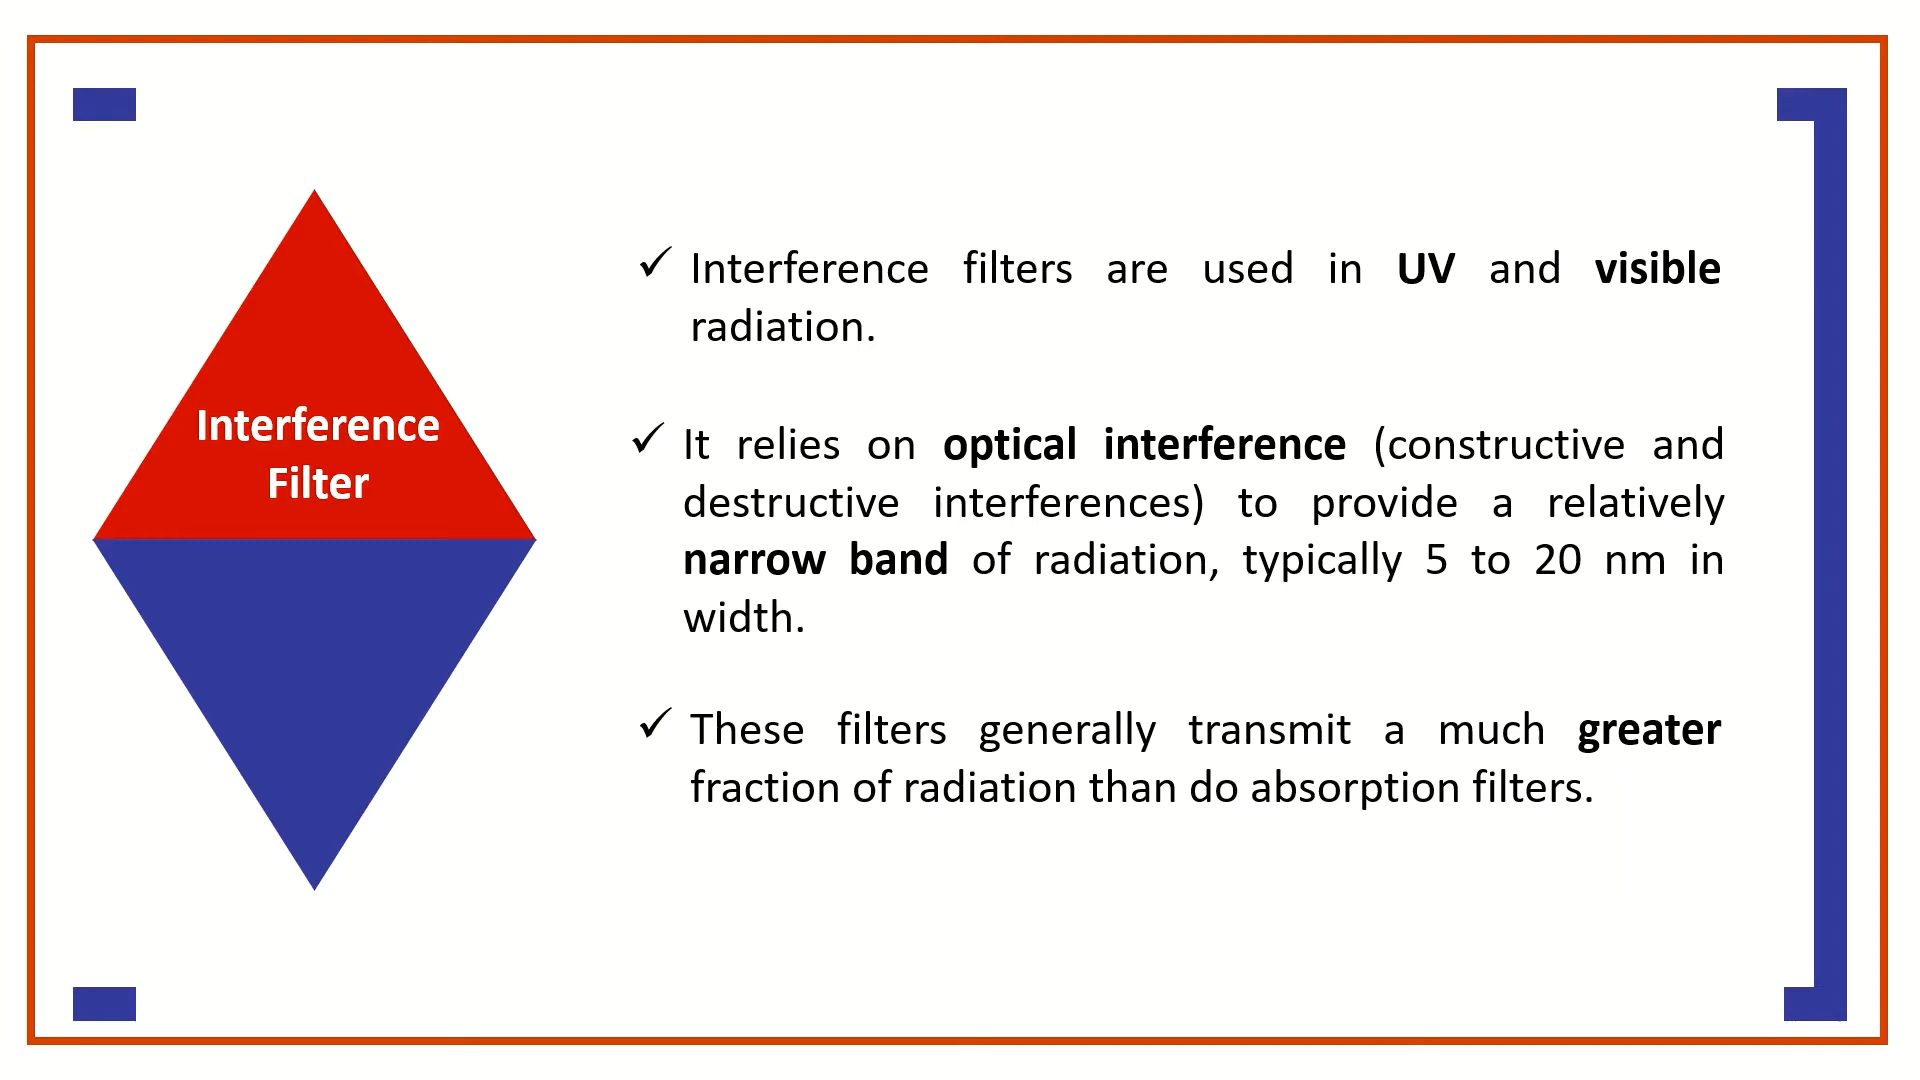 Interference
Filter
✓ Interference filters are used in UV and visible
radiation.
✓ It relies on optical interference (constructive and
destructive interferences) to provide a relatively
narrow band of radiation, typically 5 to 20 nm in
width.
✓ These filters generally transmit a much greater
fraction of radiation than do absorption filters.